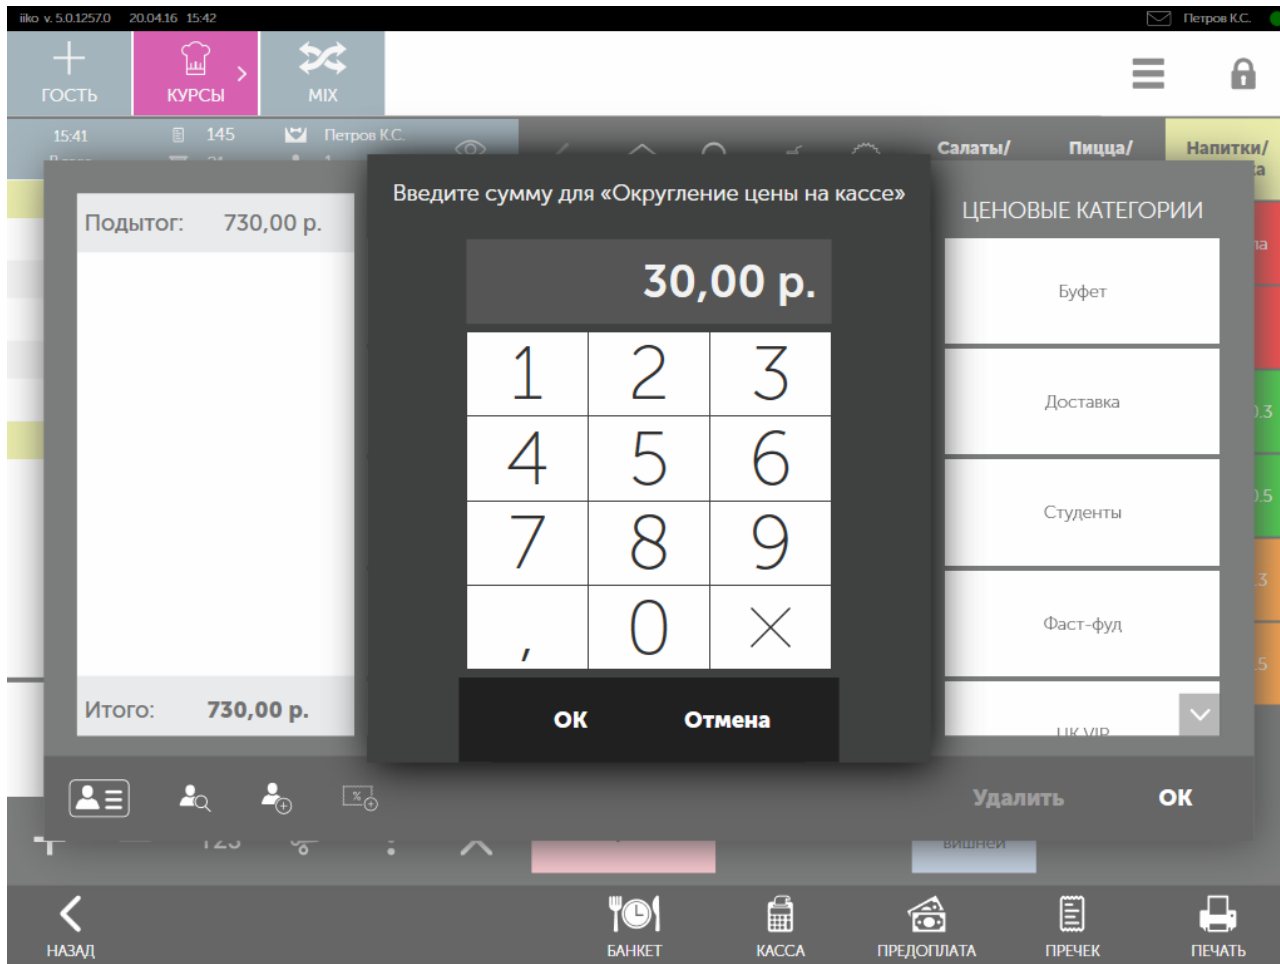 iiko v. 5.0.1257.0 20.04.16 15:42 Петров К.С.
ГОСТЬ КУРСЫ MIX
15:41 145 Петров К.С.
Салаты/ Пицца/ Напитки/
Введите сумму для «Округление цены на кассе»
Подытог: 730,00 р.
ЦЕНОВЫЕ КАТЕГОРИИ
30,00 р.
Буфет
1 2 3
Доставка
4 5 6
Студенты
7 8 9
Фаст-фуд
, 0
Итого: 730,00 р.
ОК Отмена
Удалить ОК
123
вишней
НАЗАД БАНКЕТ КАССА ПРЕДОПЛАТА ПРЕЧЕК ПЕЧАТЬ